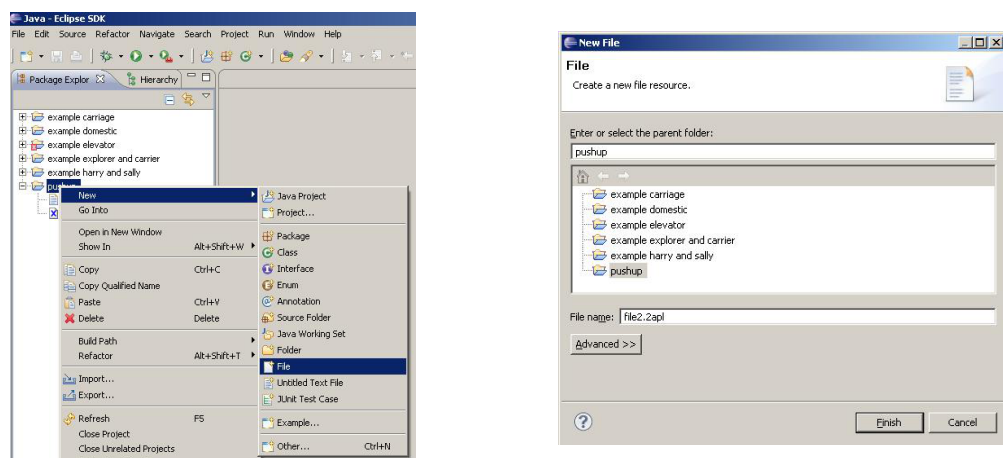 Java - Eclipse SDK
File Edit Source Refactor Navigate Search Project Run Window Help
Package Explor Hierarchy
example carriage
example domestic
example elevator
example explorer and carrier
example harry and sally
New
Go Into
Open in New Window
Show In Alt+Shift+W
Copy Ctrl+C
Copy Qualified Name
Paste Ctrl+V
Delete Delete
Build Path
Refactor Alt+Shift+T
Import...
Export...
Refresh F5
Close Project
Close Unrelated Projects
Java Project
Project...
Package
Class
Interface
Enum
Annotation
Source Folder
Java Working Set
Folder
File
Untitled Text File
JUnit Test Case
Example...
Other... Ctrl+N
New File
File
Create a new file resource.
Enter or select the parent folder:
pushup
example carriage
example domestic
example elevator
example explorer and carrier
example harry and sally
pushup
File name: file2.2apl
Advanced >>
Finish Cancel